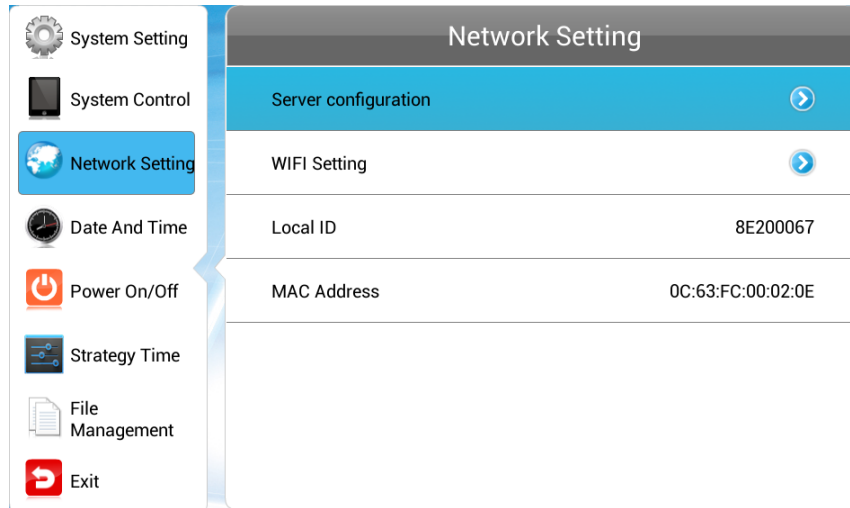 System Setting
System Control
Network Setting
Date And Time
Power On/Off
Strategy Time
File
Management
Exit
Network Setting
Server configuration
WIFI Setting
Local ID 8E200067
MAC Address 0C:63:FC:00:02:0E